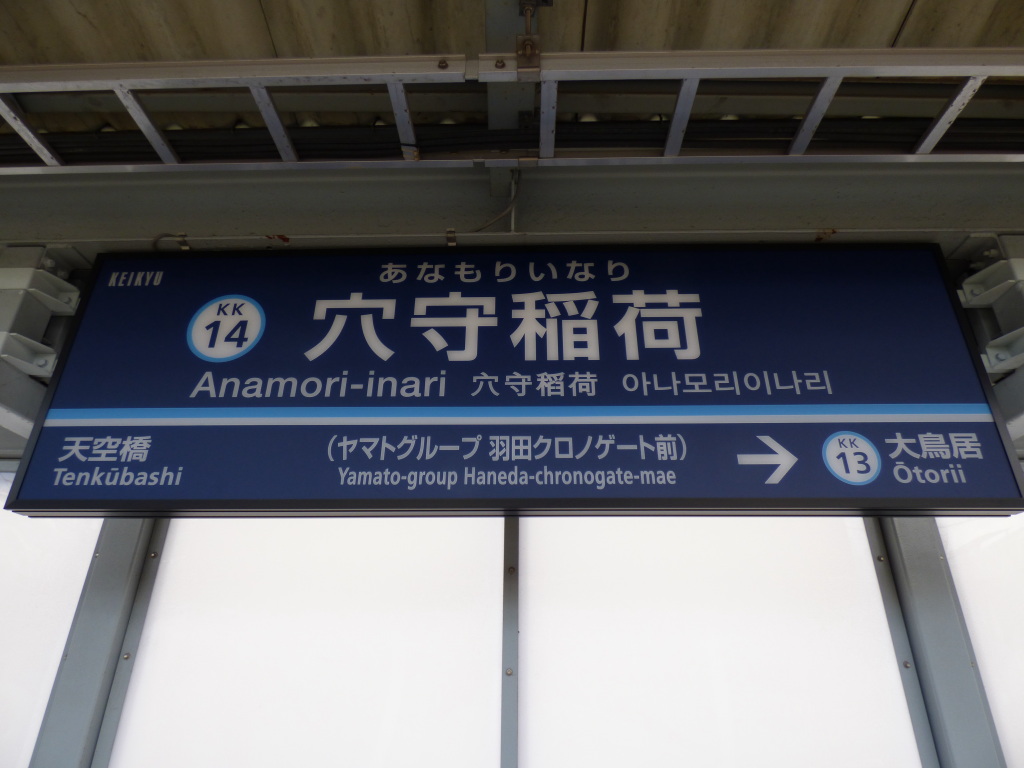 KEIKYU
あなもりいなり
KK
14
穴守稲荷
Anamori-inari 穴守稻荷 아나모리이나리
天空橋
Tenkūbashi
(ヤマトグループ 羽田クロノゲート前)
Yamato-group Haneda-chronogate-mae
→
KK
13
大鳥居
Ōtorii